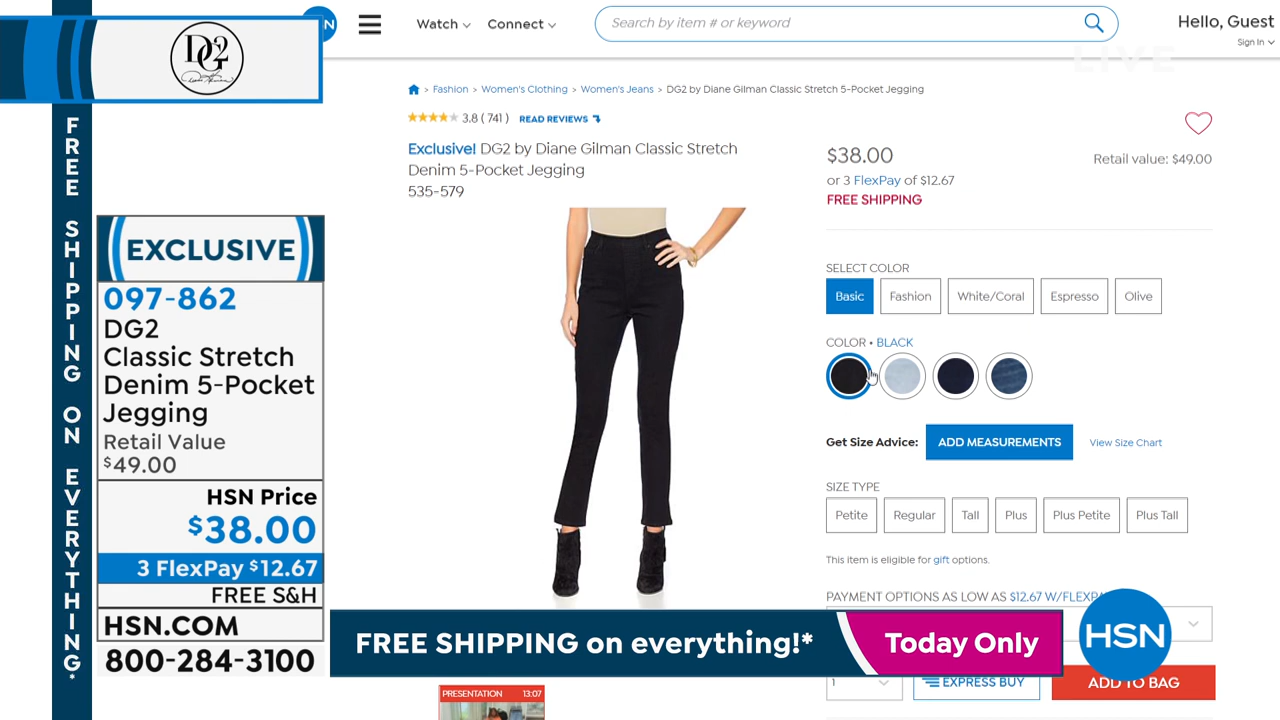 HSN
Watch
Connect
Search by item # or keyword
Hello, Guest
Sign In
LIVE
DG2
FREE SHIPPING ON EVERYTHING!*
Fashion > Women's Clothing > Women's Jeans > DG2 by Diane Gilman Classic Stretch 5-Pocket Jegging
3.8 ( 741 ) READ REVIEWS
Exclusive! DG2 by Diane Gilman Classic Stretch
Denim 5-Pocket Jegging
535-579
$38.00
Retail value: $49.00
or 3 FlexPay of $12.67
FREE SHIPPING
SELECT COLOR
Basic
Fashion
White/Coral
Espresso
Olive
COLOR • BLACK
Get Size Advice:
ADD MEASUREMENTS
View Size Chart
SIZE TYPE
Petite
Regular
Tall
Plus
Plus Petite
Plus Tall
This item is eligible for gift options.
PAYMENT OPTIONS AS LOW AS $12.67 W/FLEXPA
1
EXPRESS BUY
ADD TO BAG
EXCLUSIVE
097-862
DG2
Classic Stretch
Denim 5-Pocket
Jegging
Retail Value
$49.00
HSN Price
$38.00
3 FlexPay $12.67
FREE S&H
HSN.COM
800-284-3100
FREE SHIPPING on everything!*
Today Only
HSN
PRESENTATION 13:07